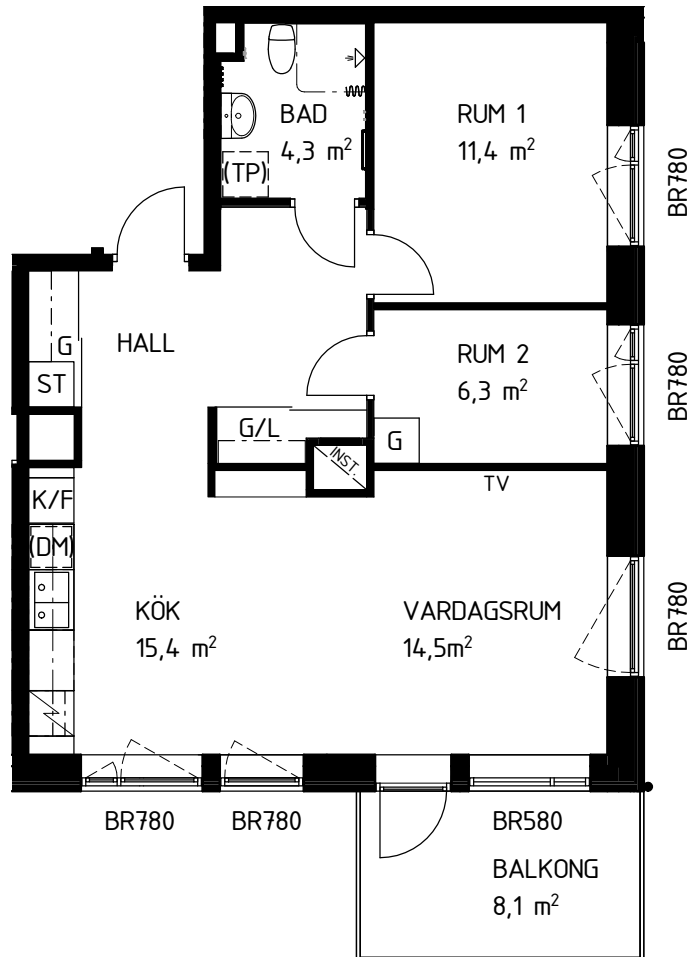 BAD
4,3 m²
(TP)
RUM 1
11,4 m²
BR780
HALL
G
ST
RUM 2
6,3 m²
BR780
G/L
G
INST.
TV
K/F
(DM)
KÖK
15,4 m²
VARDAGSRUM
14,5m²
BR780
BR780
BR780
BR580
BALKONG
8,1 m²